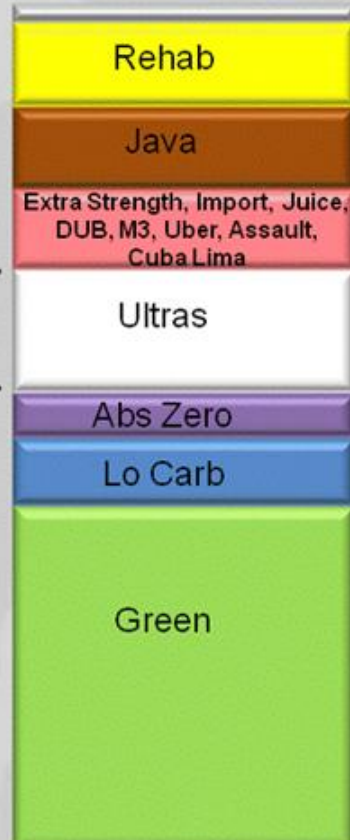 Rehab
Java
Extra Strength, Import, Juice,
DUB, M3, Uber, Assault,
Cuba Lima
Ultras
Abs Zero
Lo Carb
Green